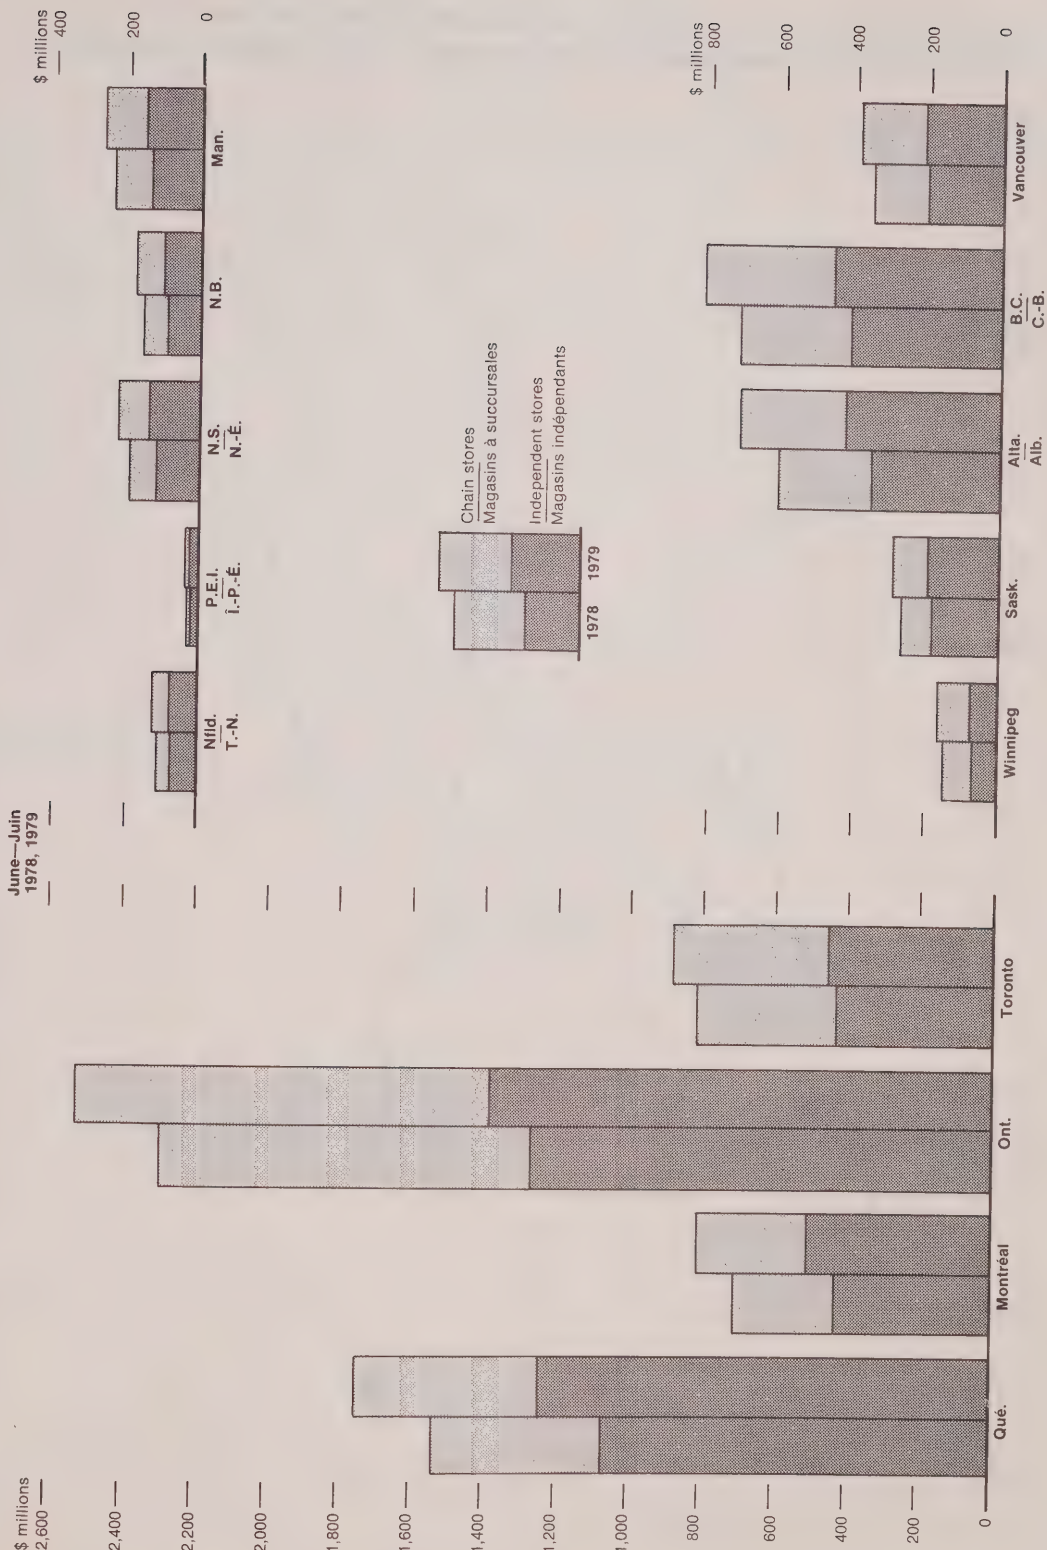 June—Juin
1978, 1979
$ millions
400
200
0
Nfld.
T.-N.
P.E.I.
Î.-P.-É.
N.S.
N.-É.
N.B.
Man.
Chain stores
Magasins à succursales
Independent stores
Magasins indépendants
1978
1979
$ millions
2,600
2,400
2,200
2,000
1,800
1,600
1,400
1,200
1,000
800
600
400
200
0
Qué.
Montréal
Ont.
Toronto
Winnipeg
Sask.
Alta.
Alb.
B.C.
C.-B.
Vancouver
$ millions
800
600
400
200
0